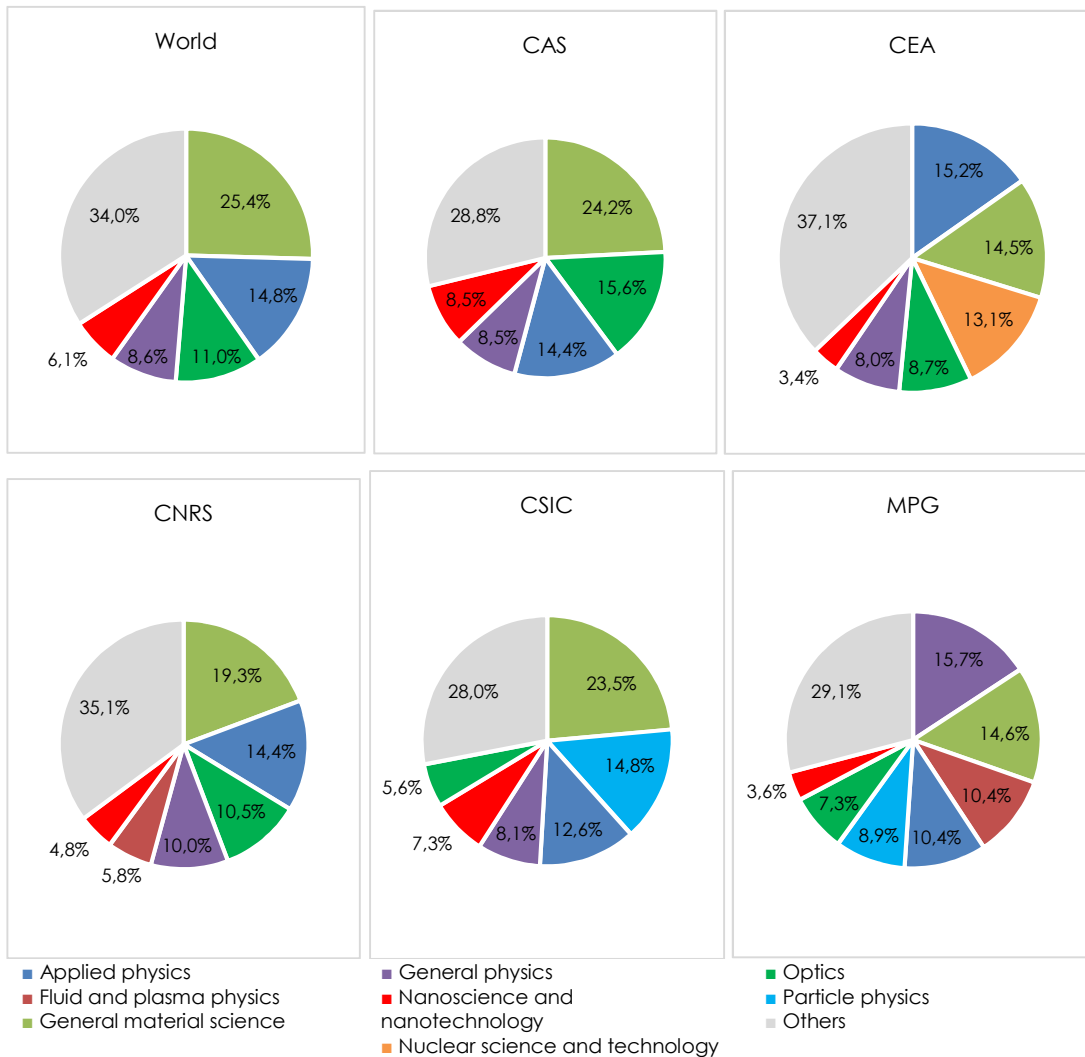 World
25,4%
14,8%
11,0%
8,6%
6,1%
34,0%
CAS
24,2%
15,6%
14,4%
8,5%
8,5%
28,8%
CEA
15,2%
14,5%
13,1%
8,7%
8,0%
3,4%
37,1%
CNRS
19,3%
14,4%
10,5%
10,0%
5,8%
4,8%
35,1%
CSIC
23,5%
14,8%
12,6%
8,1%
7,3%
5,6%
28,0%
MPG
15,7%
14,6%
10,4%
10,4%
8,9%
7,3%
3,6%
29,1%
Applied physics
Fluid and plasma physics
General material science
General physics
Nanoscience and
nanotechnology
Nuclear science and technology
Optics
Particle physics
Others